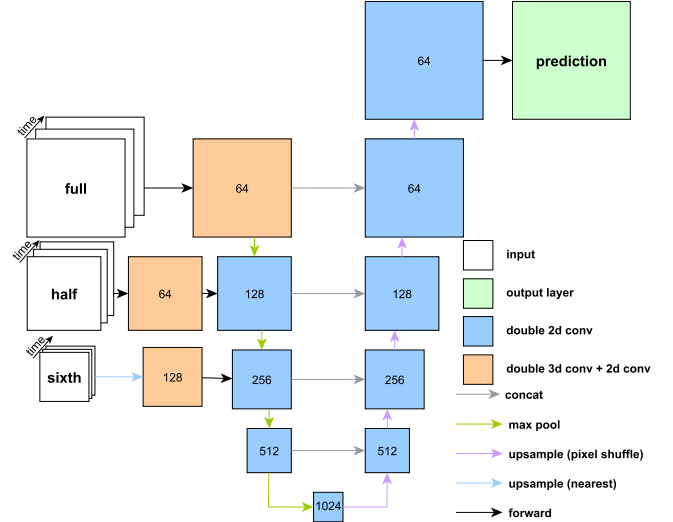 64
prediction
time
full
64
64
time
half
64
128
128
time
sixth
128
256
256
512
512
1024
input
output layer
double 2d conv
double 3d conv + 2d conv
concat
max pool
upsample (pixel shuffle)
upsample (nearest)
forward